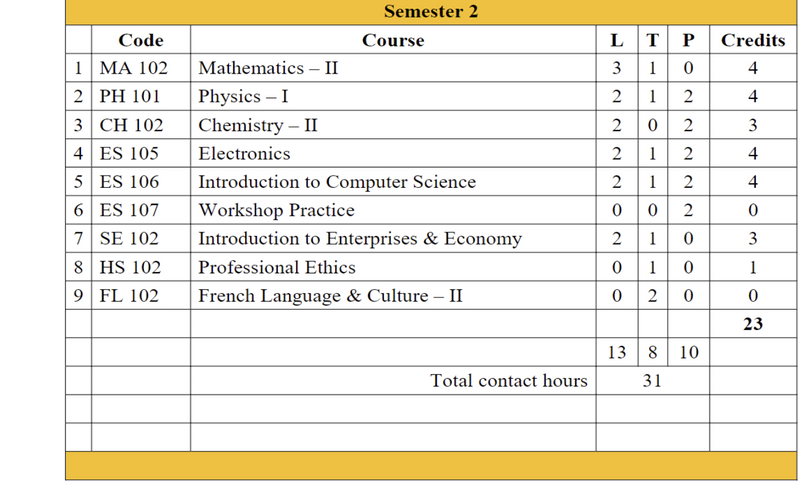 Semester 2
Code Course L T P Credits
1 MA 102 Mathematics – II 3 1 0 4
2 PH 101 Physics – I 2 1 2 4
3 CH 102 Chemistry – II 2 0 2 3
4 ES 105 Electronics 2 1 2 4
5 ES 106 Introduction to Computer Science 2 1 2 4
6 ES 107 Workshop Practice 0 0 2 0
7 SE 102 Introduction to Enterprises & Economy 2 1 0 3
8 HS 102 Professional Ethics 0 1 0 1
9 FL 102 French Language & Culture – II 0 2 0 0
23
13 8 10
Total contact hours 31